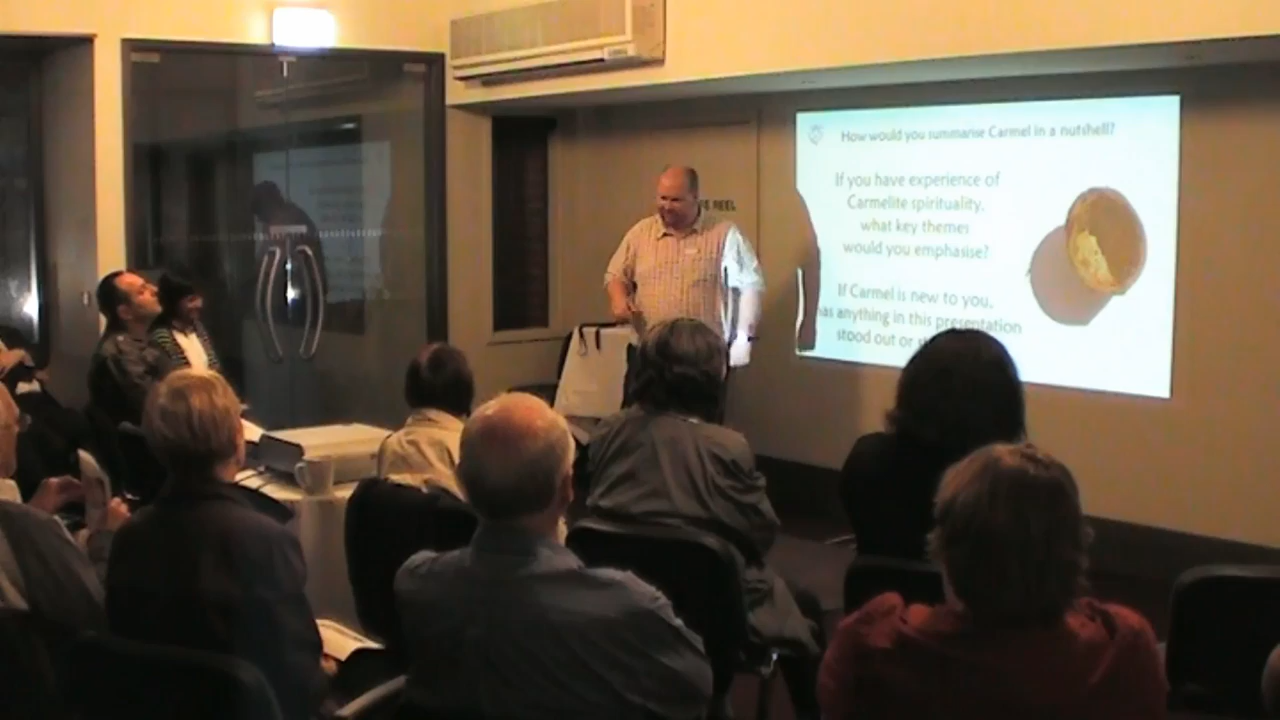 How would you summarise Carmel in a nutshell?
If you have experience of
Carmelite spirituality,
what key themes
would you emphasise?
If Carmel is new to you,
has anything in this presentation
stood out or
REEL